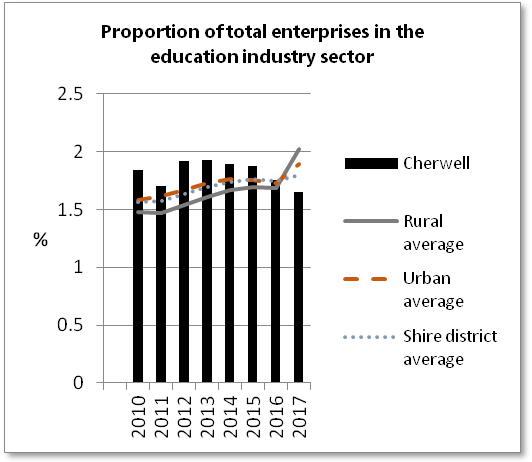 Proportion of total enterprises in the
education industry sector
2.5
2
1.5
1
0.5
0
%
2010
2011
2012
2013
2014
2015
2016
2017
Cherwell
Rural
average
Urban
average
Shire district
average